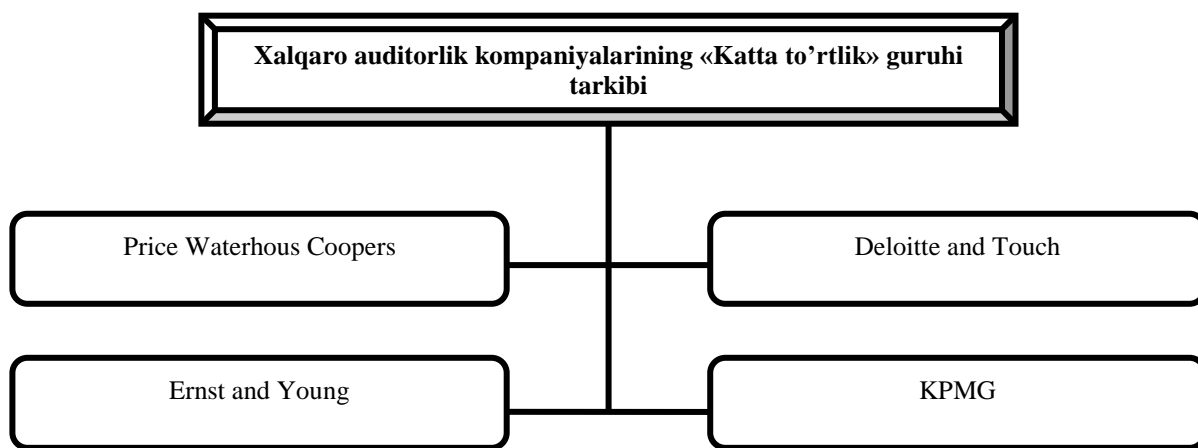 Xalqaro auditorlik kompaniyalarining «Katta to’rtlik» guruhi
tarkibi
Price Waterhous Coopers
Deloitte and Touch
Ernst and Young
KPMG